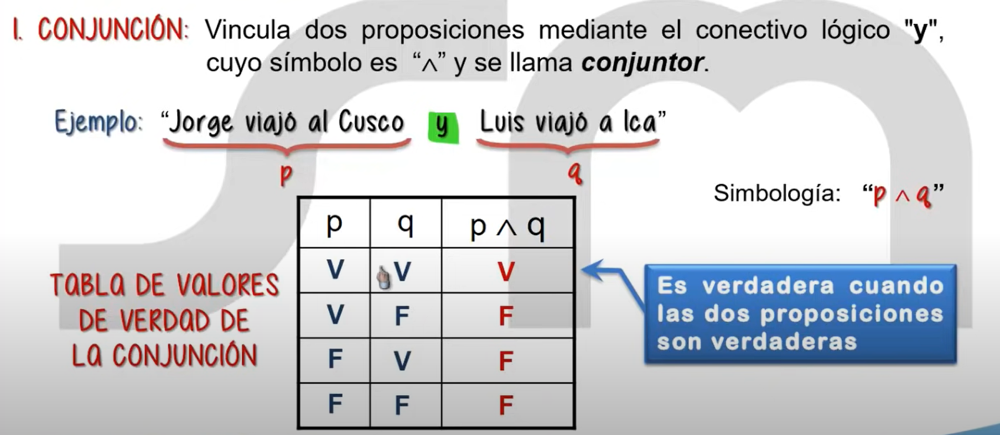 I. CONJUNCIÓN: Vincula dos proposiciones mediante el conectivo lógico "y",
cuyo símbolo es “∧” y se llama conjuntor.
Ejemplo: “Jorge viajó al Cusco y Luis viajó a Ica”
p q
Simbología: “p ∧ q”
TABLA DE VALORES
DE VERDAD DE
LA CONJUNCIÓN
p q p ∧ q
V V V
V F F
F V F
F F F
Es verdadera cuando
las dos proposiciones
son verdaderas